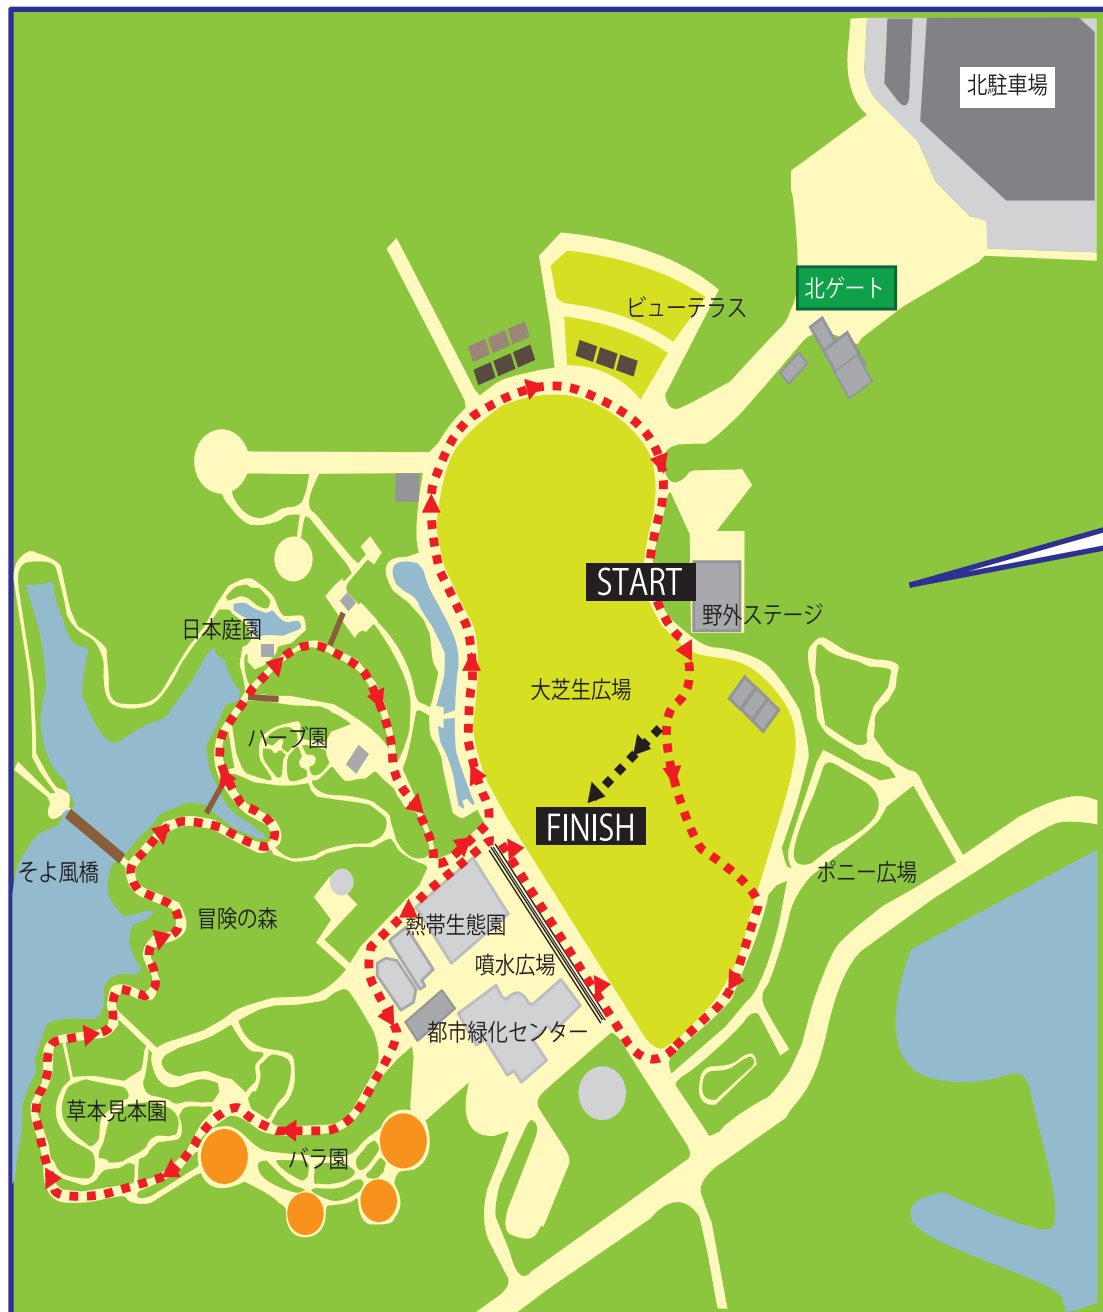 北駐車場
北ゲート
ビューテラス
START
野外ステージ
日本庭園
大芝生広場
ハーブ園
FINISH
そよ風橋
ポニー広場
冒険の森
熱帯生態園
噴水広場
都市緑化センター
草本見本園
バラ園